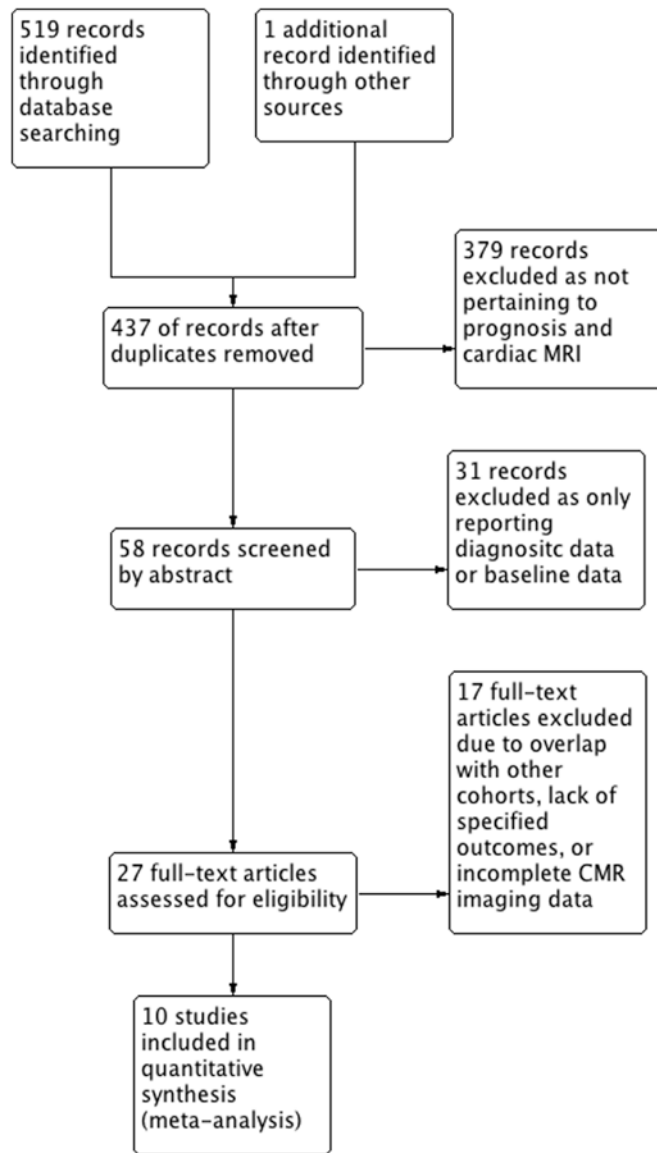 519 records
identified
through
database
searching
1 additional
record identified
through other
sources
379 records
excluded as not
pertaining to
prognosis and
cardiac MRI
437 of records after
duplicates removed
31 records
excluded as only
reporting
diagnositc data
or baseline data
58 records screened
by abstract
17 full-text
articles excluded
due to overlap
with other
cohorts, lack of
specified
outcomes, or
incomplete CMR
imaging data
27 full-text articles
assessed for eligibility
10 studies
included in
quantitative
synthesis
(meta-analysis)